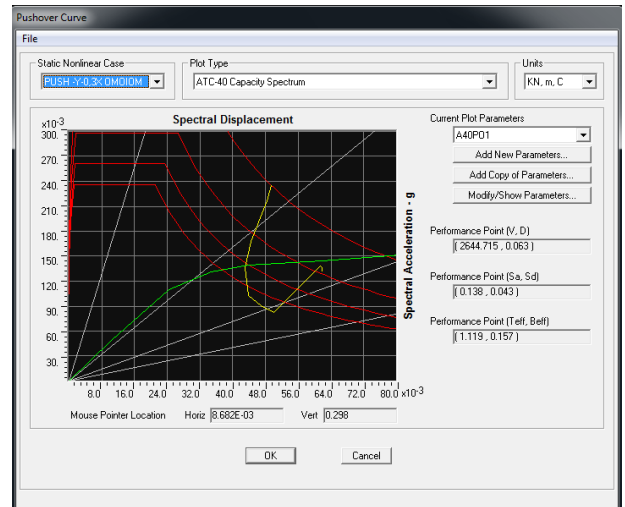 Pushover Curve
File
Static Nonlinear Case
PUSH -Y-0,3X OMOIOM
Plot Type
ATC-40 Capacity Spectrum
Units
KN, m, C
x10-3
Spectral Displacement
300.
270.
240.
210.
180.
150.
120.
90.
60.
30.
8.0 16.0 24.0 32.0 40.0 48.0 56.0 64.0 72.0 80.0 x10-3
Spectral Acceleration - g
Mouse Pointer Location Horiz 8.682E-03 Vert 0.298
Current Plot Parameters
A40PO1
Add New Parameters...
Add Copy of Parameters...
Modify/Show Parameters...
Performance Point (V, D)
( 2644.715 , 0.063 )
Performance Point (Sa, Sd)
( 0.138 , 0.043 )
Performance Point (Teff, Beff)
( 1.119 , 0.157 )
OK
Cancel